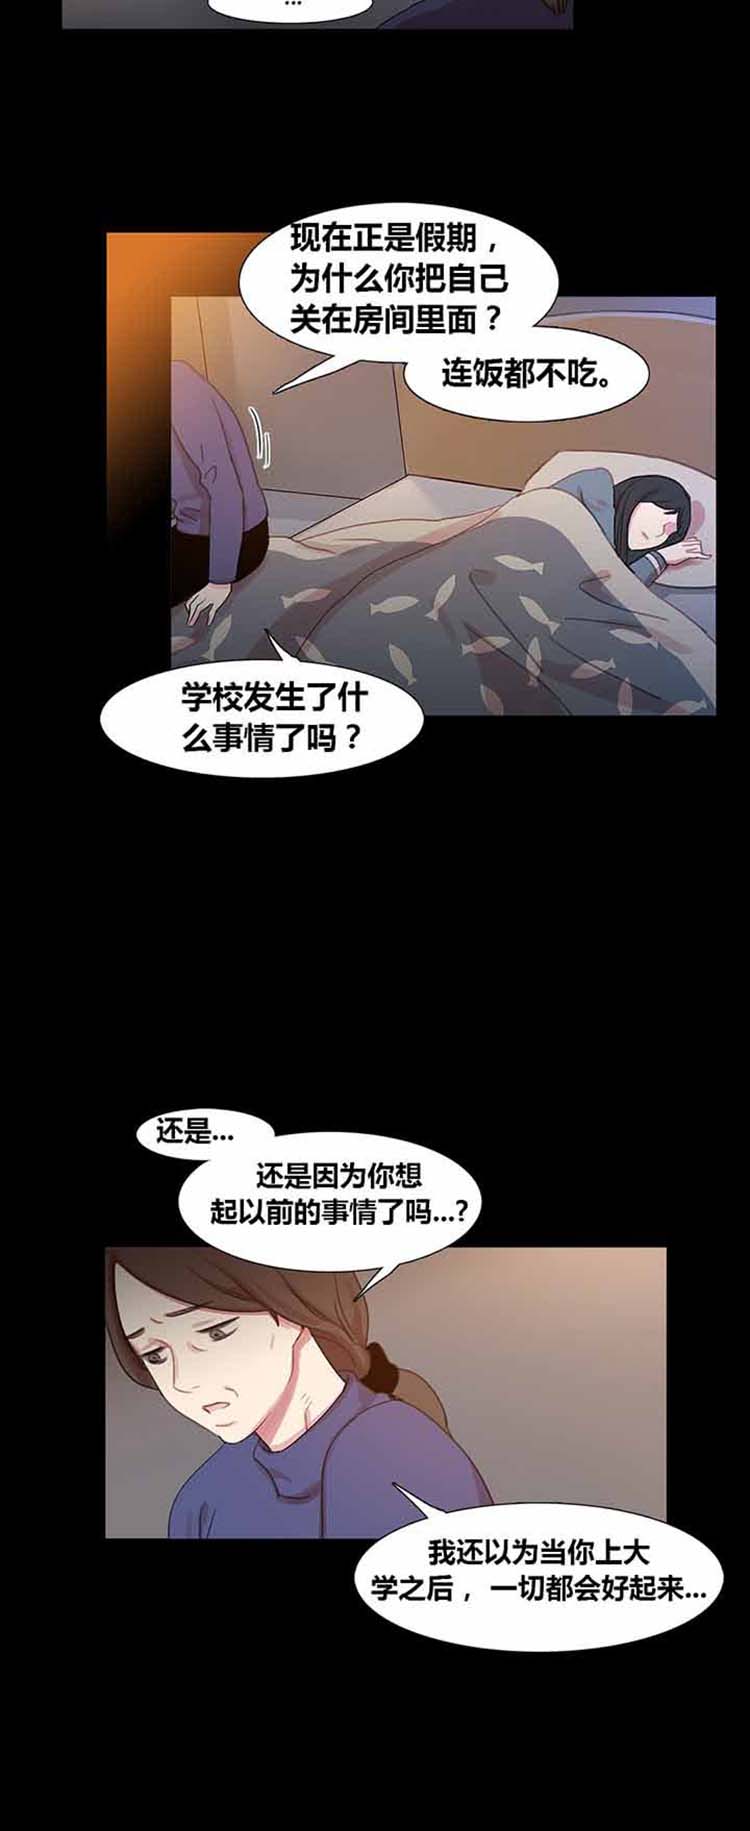 ...
现在正是假期，
为什么你把自己
关在房间里面？
连饭都不吃。
学校发生了什
么事情了吗？
还是...
还是因为你想
起以前的事情了吗...?
我还以为当你上大
学之后，一切都会好起来...